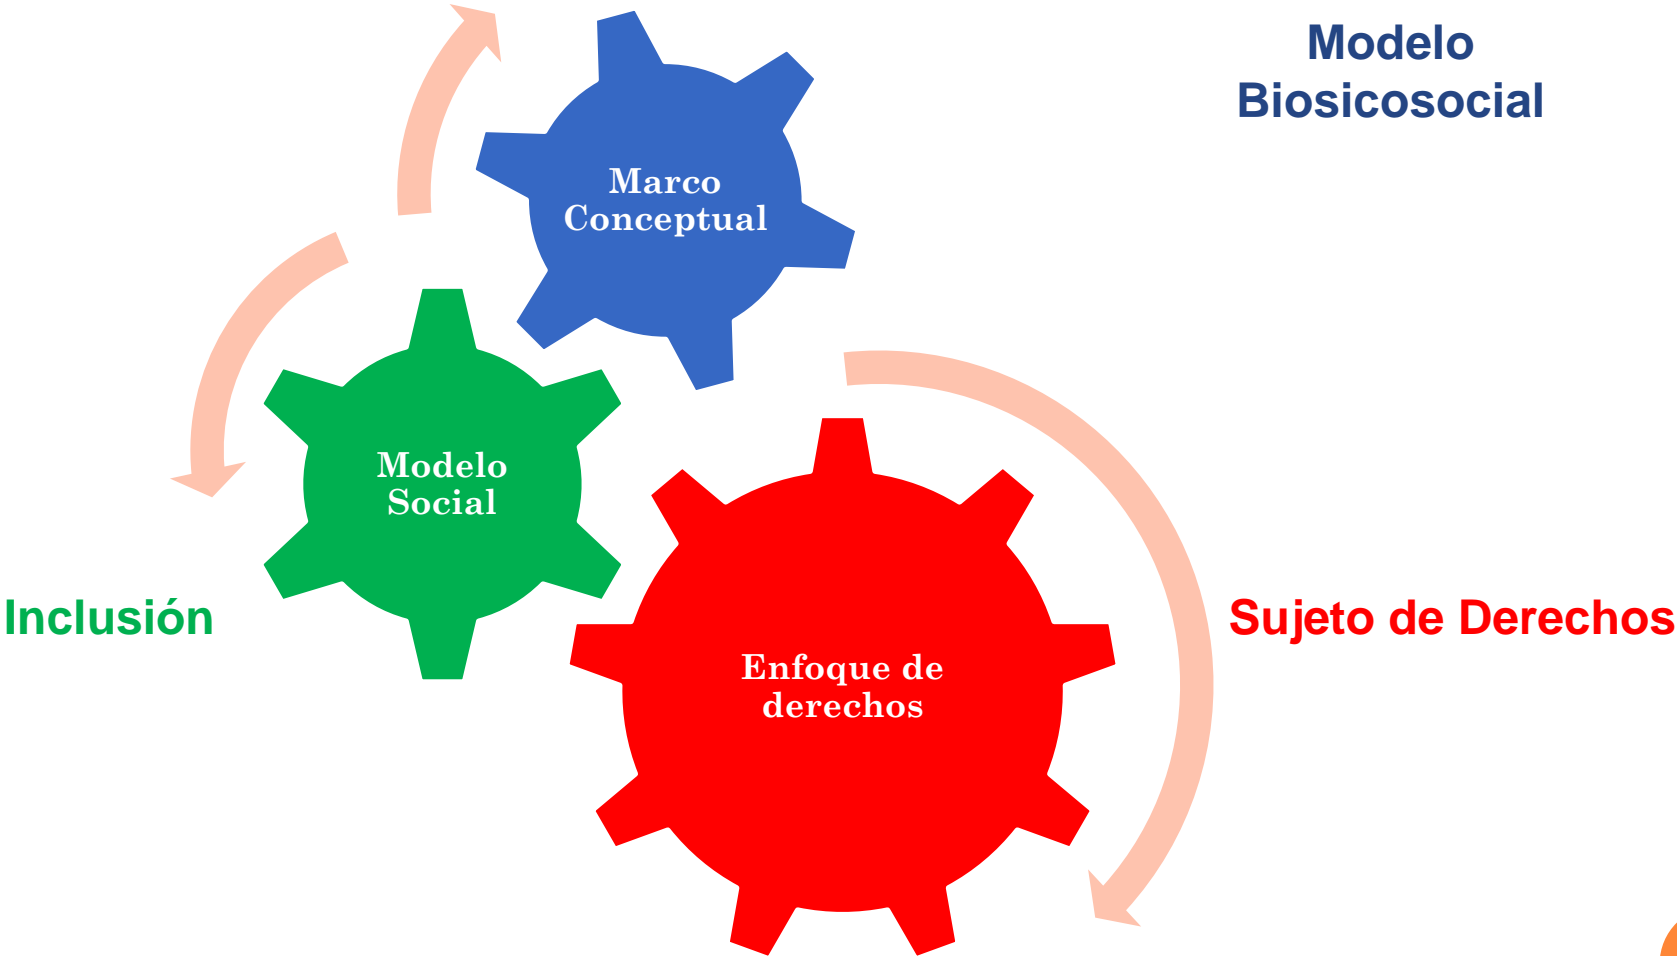 Modelo
Biosicosocial
Marco
Conceptual
Modelo
Social
Inclusión
Sujeto de Derechos
Enfoque de
derechos